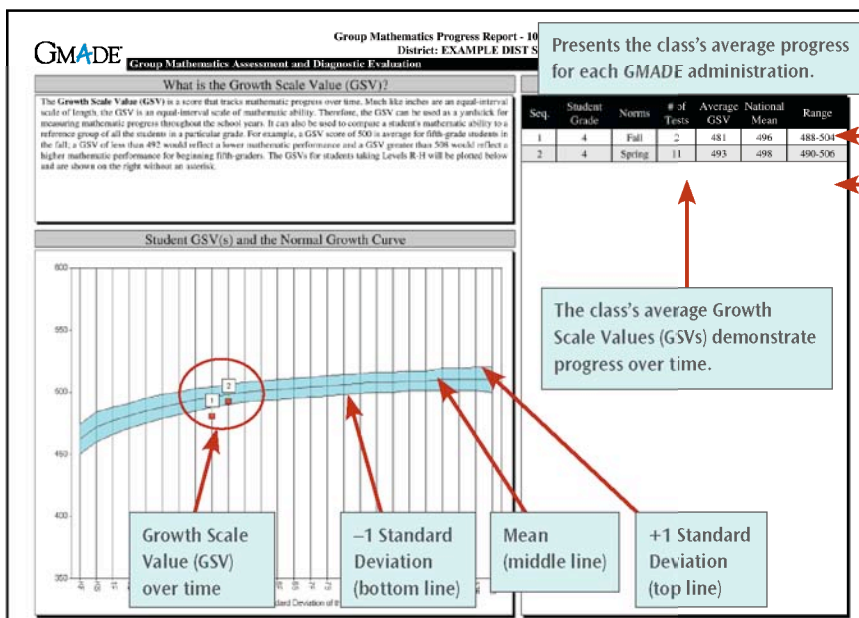 Group Mathematics Progress Report - 10
District: EXAMPLE DIST S
GMADE
Group Mathematics Assessment and Diagnostic Evaluation
Presents the class's average progress
for each GMADE administration.
What is the Growth Scale Value (GSV)?
The Growth Scale Value (GSV) is a score that tracks mathematic progress over time. Much like inches are an equal-interval
scale of length, the GSV is an equal-interval scale of mathematic ability. Therefore, the GSV can be used as a yardstick for
measuring mathematic progress throughout the school years. It can also be used to compare a student's mathematic ability to a
reference group of all the students in a particular grade. For example, a GSV score of 500 is average for fifth-grade students in
the fall; a GSV of less than 492 would reflect a lower mathematic performance and a GSV greater than 508 would reflect a
higher mathematic performance for beginning fifth-graders. The GSVs for students taking Levels R-H will be plotted below
and are shown on the right without an asterisk.
Seq. Student Grade Norms # of Tests Average GSV National Mean Range
1 4 Fall 2 481 496 488-504
2 4 Spring 11 493 498 490-506
Student GSV(s) and the Normal Growth Curve
600
550
500
450
400
350
1
2
The class's average Growth
Scale Values (GSVs) demonstrate
progress over time.
Growth Scale
Value (GSV)
over time
–1 Standard
Deviation
(bottom line)
Mean
(middle line)
+1 Standard
Deviation
(top line)
KF
KS
1F
dard Deviation of th